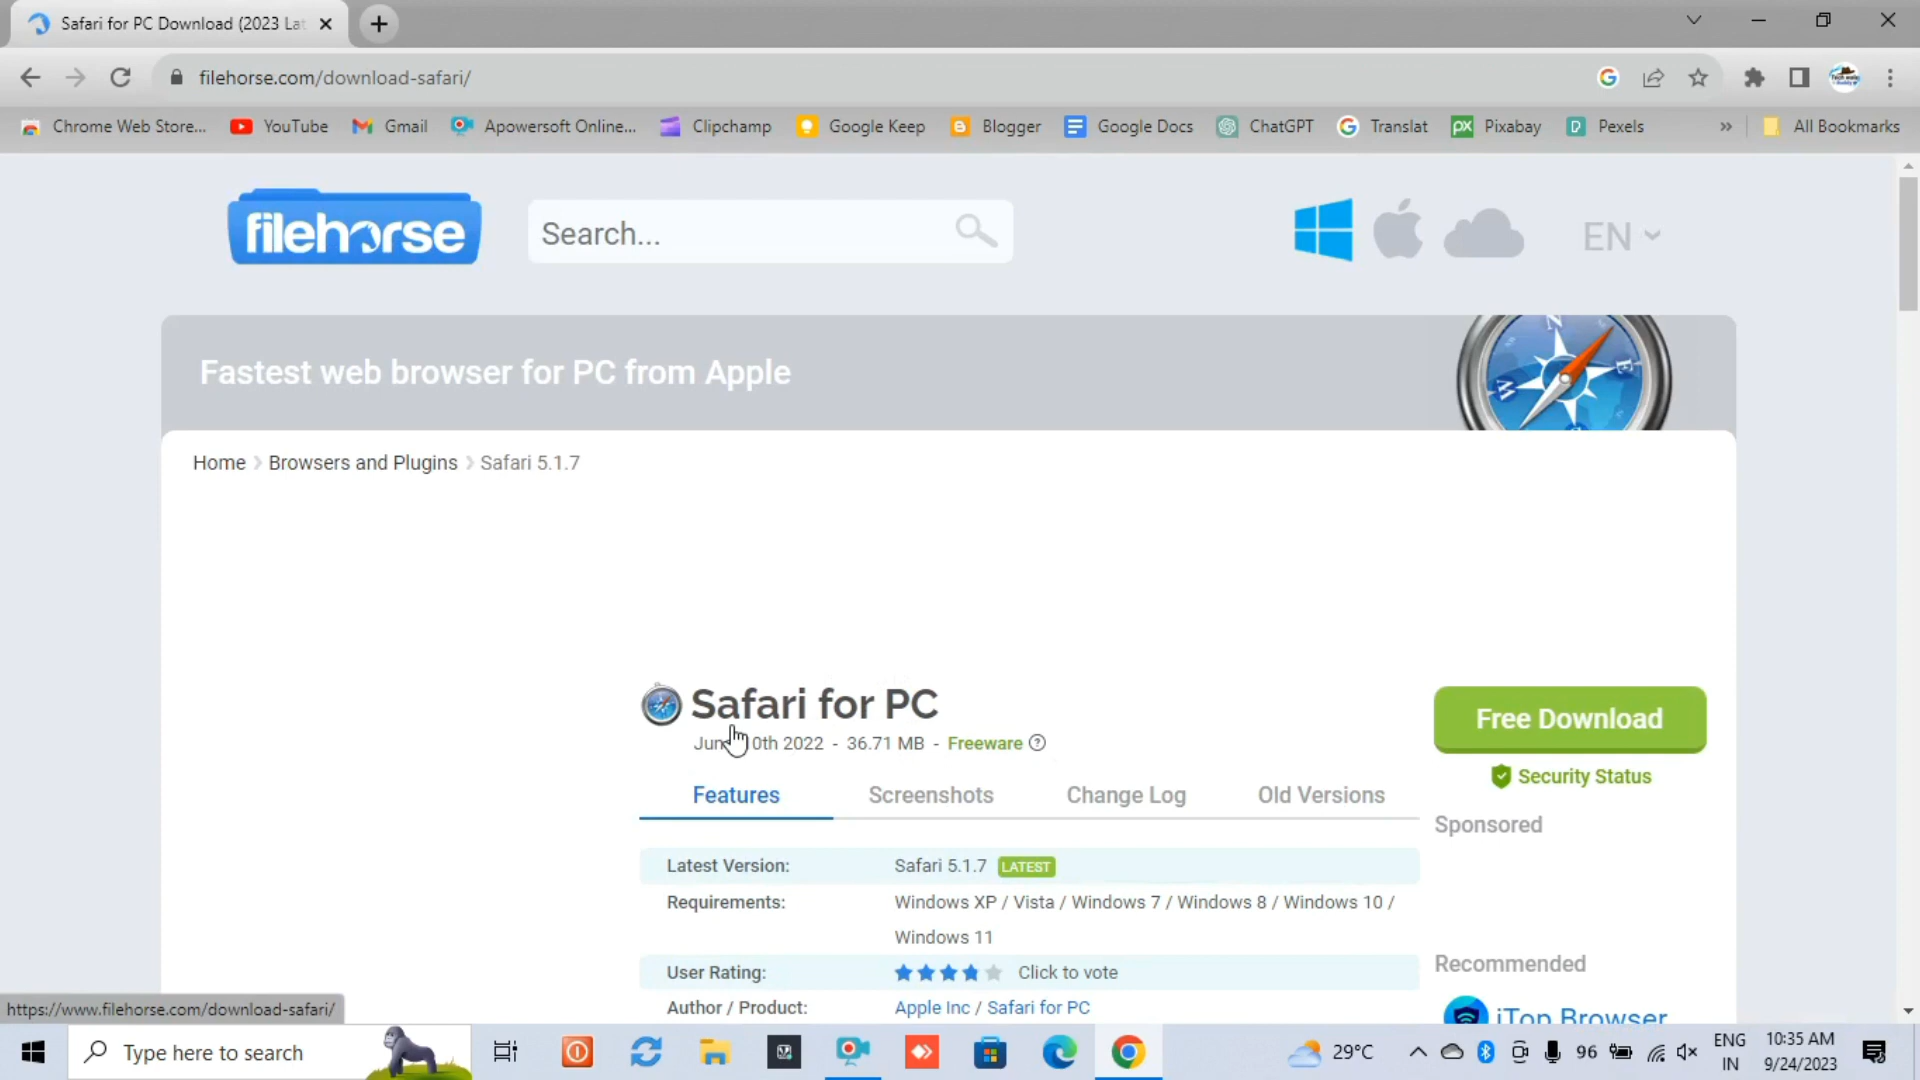 Safari for PC Download (2023 Lat
filehorse.com/download-safari/
Chrome Web Store... YouTube Gmail Apowersoft Online... Clipchamp Google Keep Blogger Google Docs ChatGPT Translat Pixabay Pexels » All Bookmarks
filehorse
Search...
EN
Fastest web browser for PC from Apple
Home Browsers and Plugins Safari 5.1.7
Safari for PC
10th 2022 - 36.71 MB - Freeware ?
Free Download
Security Status
Features Screenshots Change Log Old Versions
Sponsored
Latest Version: Safari 5.1.7 LATEST
Requirements: Windows XP / Vista / Windows 7 / Windows 8 / Windows 10 /
Windows 11
User Rating: Click to vote
Author / Product: Apple Inc / Safari for PC
Recommended
iTop Browser
https://www.filehorse.com/download-safari/
Type here to search
29°C
96
ENG
IN
10:35 AM
9/24/2023